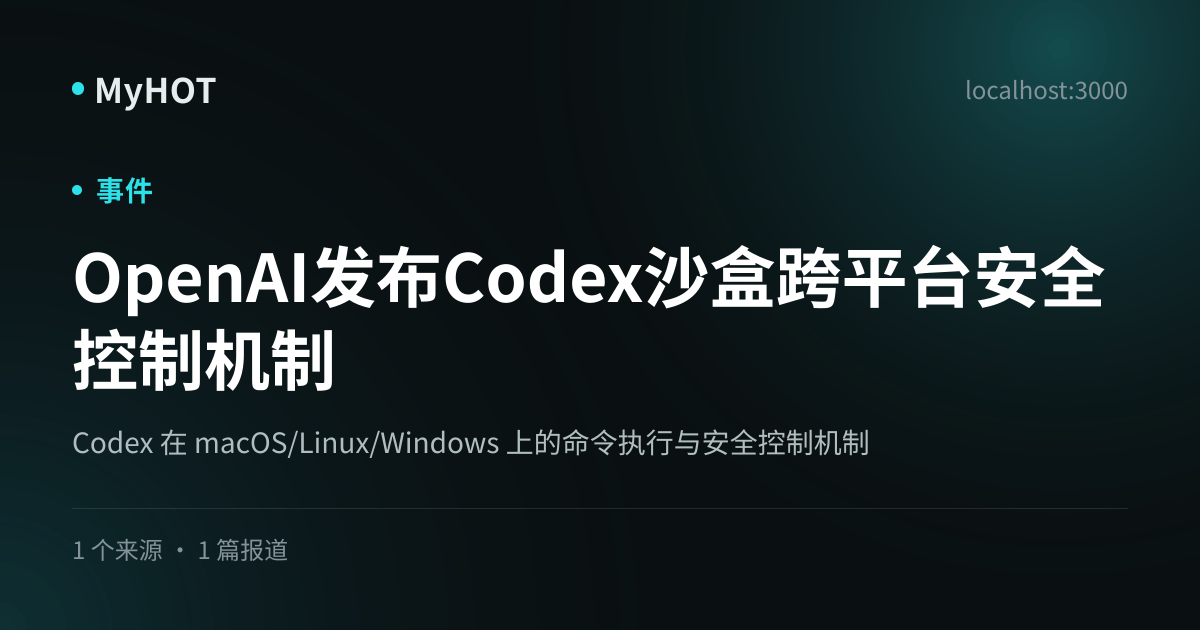 MyHOT
localhost:3000
事件
OpenAI发布Codex沙盒跨平台安全
控制机制
Codex 在 macOS/Linux/Windows 上的命令执行与安全控制机制
1 个来源 · 1 篇报道